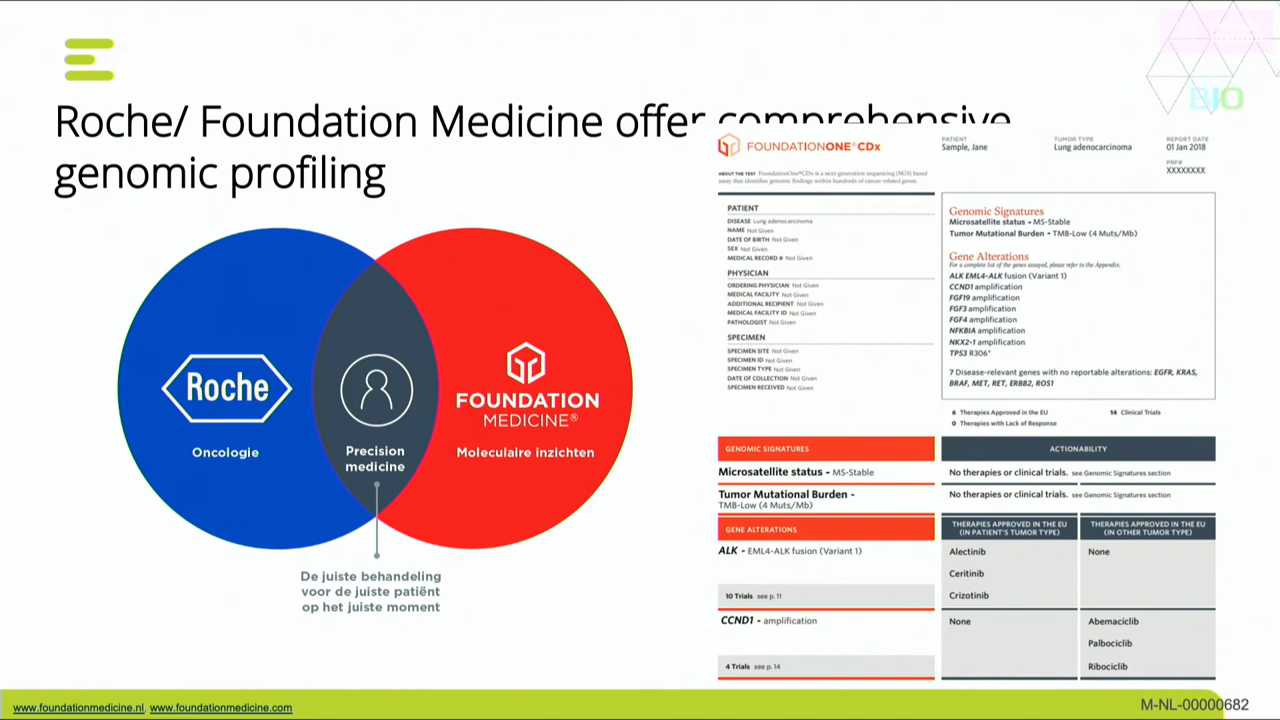 BIO
Roche/ Foundation Medicine offer comprehensive
genomic profiling
Roche
Oncologie
Precision
medicine
FOUNDATION
MEDICINE®
Moleculaire inzichten
De juiste behandeling
voor de juiste patiënt
op het juiste moment
FOUNDATIONONE®CDx
PATIENT
Sample, Jane
TUMOR TYPE
Lung adenocarcinoma
REPORT DATE
01 Jan 2018
PRF#
XXXXXXXX
ABOUT THE TEST FoundationOne®CDx is a next-generation sequencing (NGS) based
assay that identifies genomic findings within hundreds of cancer-related genes.
PATIENT
DISEASE Lung adenocarcinoma
NAME Not Given
DATE OF BIRTH Not Given
SEX Not Given
MEDICAL RECORD # Not Given
PHYSICIAN
ORDERING PHYSICIAN Not Given
MEDICAL FACILITY Not Given
ADDITIONAL RECIPIENT Not Given
MEDICAL FACILITY ID Not Given
PATHOLOGIST Not Given
SPECIMEN
SPECIMEN SITE Not Given
SPECIMEN ID Not Given
SPECIMEN TYPE Not Given
DATE OF COLLECTION Not Given
SPECIMEN RECEIVED Not Given
Genomic Signatures
Microsatellite status - MS-Stable
Tumor Mutational Burden - TMB-Low (4 Muts/Mb)
Gene Alterations
For a complete list of the genes assayed, please refer to the Appendix.
ALK EML4-ALK fusion (Variant 1)
CCND1 amplification
FGF19 amplification
FGF3 amplification
FGF4 amplification
NFKBIA amplification
NKX2-1 amplification
TP53 R306*
7 Disease-relevant genes with no reportable alterations: EGFR, KRAS,
BRAF, MET, RET, ERBB2, ROS1
6 Therapies Approved in the EU
14 Clinical Trials
0 Therapies with Lack of Response
GENOMIC SIGNATURES
ACTIONABILITY
Microsatellite status - MS-Stable
No therapies or clinical trials. see Genomic Signatures section
Tumor Mutational Burden -
TMB-Low (4 Muts/Mb)
No therapies or clinical trials. see Genomic Signatures section
GENE ALTERATIONS
THERAPIES APPROVED IN THE EU
(IN PATIENT'S TUMOR TYPE)
THERAPIES APPROVED IN THE EU
(IN OTHER TUMOR TYPE)
ALK - EML4-ALK fusion (Variant 1)
10 Trials see p. 11
Alectinib
Ceritinib
Crizotinib
None
CCND1 - amplification
4 Trials see p. 14
None
Abemaciclib
Palbociclib
Ribociclib
www.foundationmedicine.nl, www.foundationmedicine.com
M-NL-00000682